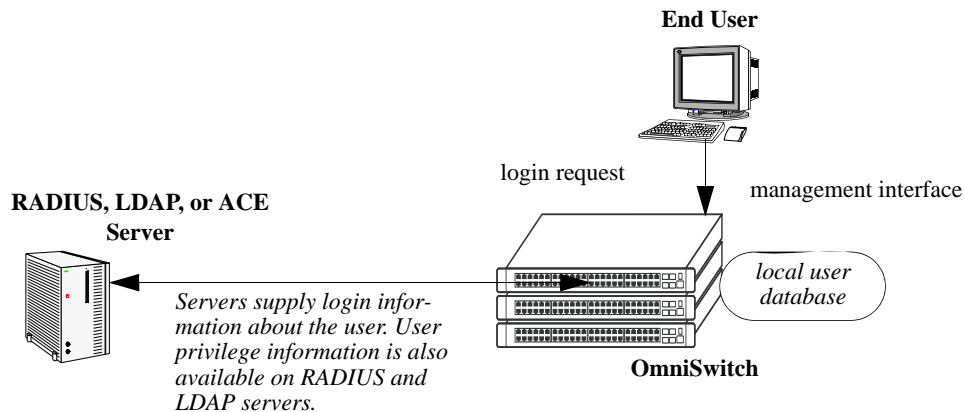 End User
login request
management interface
RADIUS, LDAP, or ACE
Server
local user
database
Servers supply login infor-
mation about the user. User
privilege information is also
available on RADIUS and
LDAP servers.
OmniSwitch